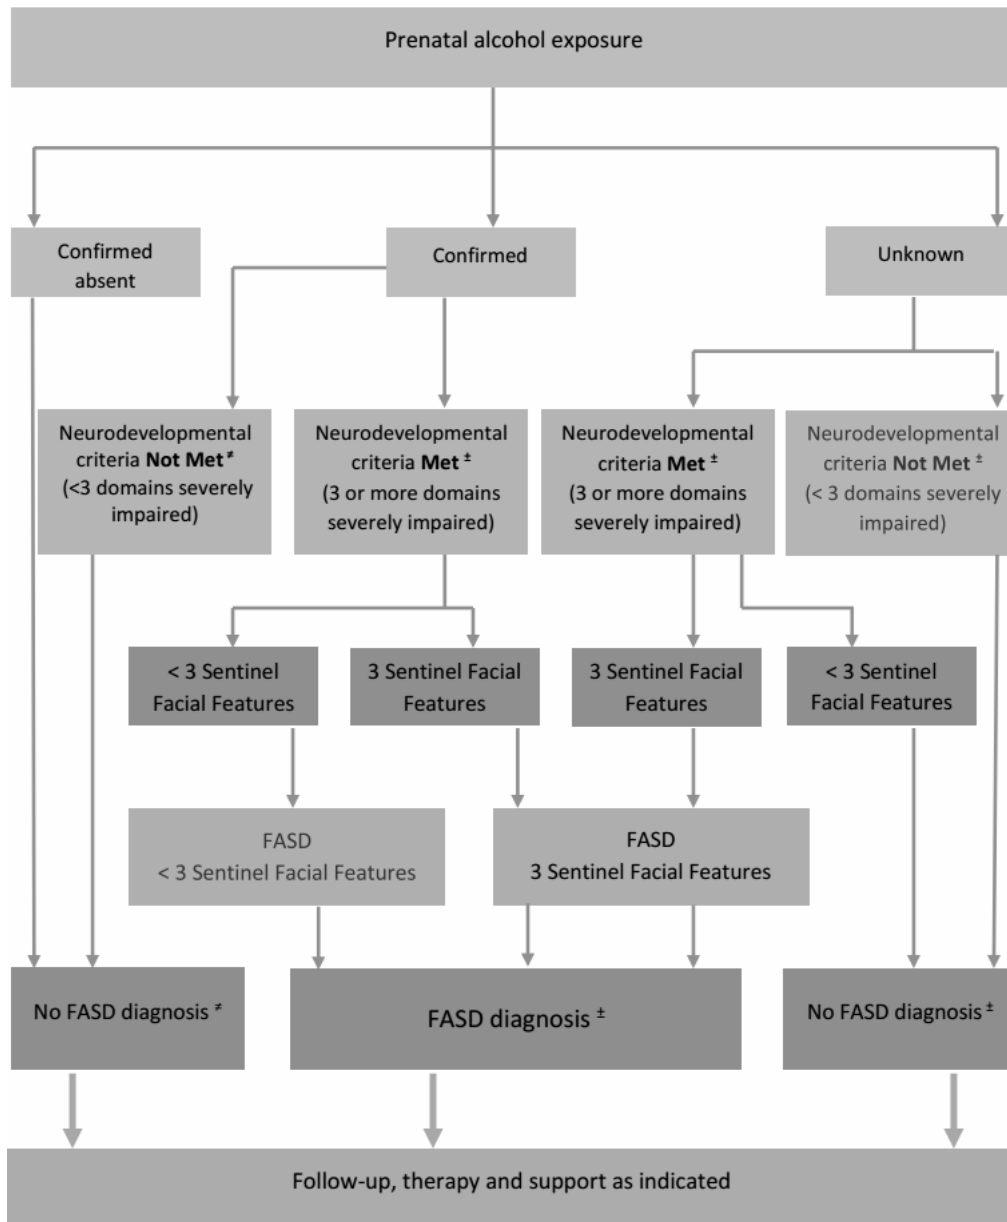 Prenatal alcohol exposure
Confirmed
absent
Confirmed
Unknown
Neurodevelopmental
criteria Not Met ≠
(<3 domains severely
impaired)
Neurodevelopmental
criteria Met ±
(3 or more domains
severely impaired)
Neurodevelopmental
criteria Met ±
(3 or more domains
severely impaired)
Neurodevelopmental
criteria Not Met ±
(< 3 domains severely
impaired)
< 3 Sentinel
Facial Features
3 Sentinel Facial
Features
3 Sentinel Facial
Features
< 3 Sentinel
Facial Features
FASD
< 3 Sentinel Facial Features
FASD
3 Sentinel Facial Features
No FASD diagnosis ≠
FASD diagnosis ±
No FASD diagnosis ±
Follow-up, therapy and support as indicated